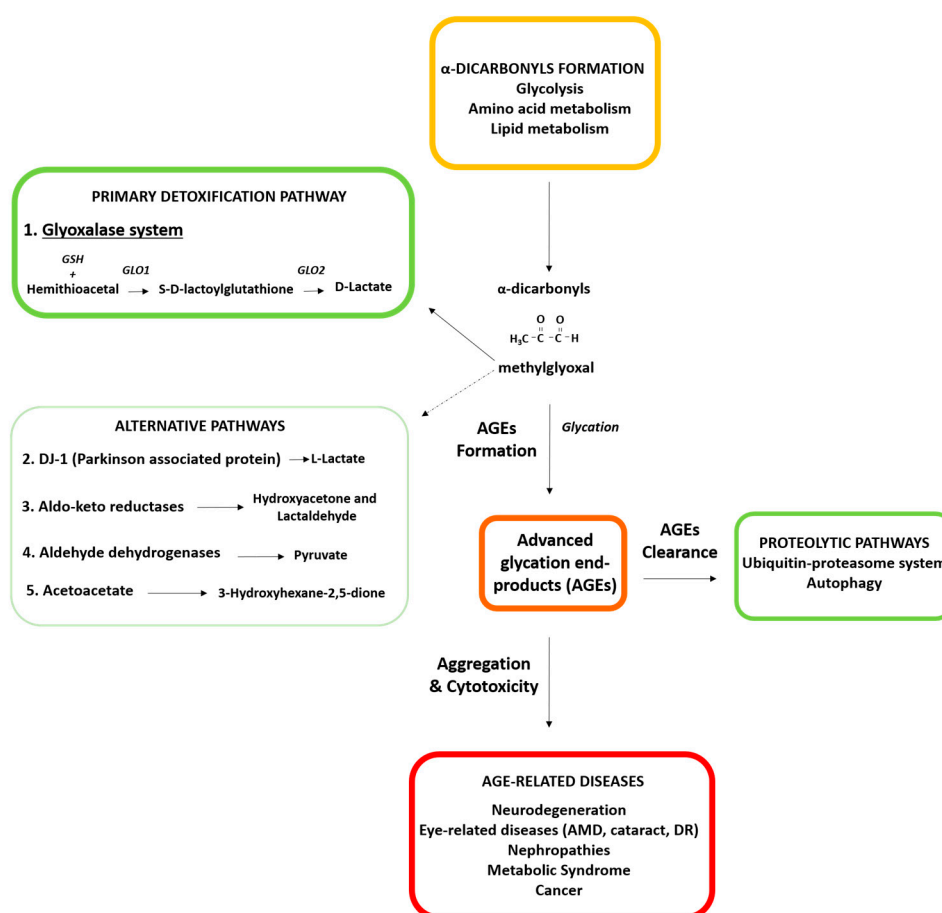 α-DICARBONYLS FORMATION
Glycolysis
Amino acid metabolism
Lipid metabolism
PRIMARY DETOXIFICATION PATHWAY
1. Glyoxalase system
GSH
+
GLO1
GLO2
Hemithioacetal
S-D-lactoylglutathione
D-Lactate
α-dicarbonyls
O O
H₃C-C-C-H
methylglyoxal
ALTERNATIVE PATHWAYS
2. DJ-1 (Parkinson associated protein)
L-Lactate
3. Aldo-keto reductases
Hydroxyacetone and
Lactaldehyde
4. Aldehyde dehydrogenases
Pyruvate
5. Acetoacetate
3-Hydroxyhexane-2,5-dione
AGEs
Formation
Glycation
Advanced
glycation end-
products (AGEs)
AGEs
Clearance
PROTEOLYTIC PATHWAYS
Ubiquitin-proteasome system
Autophagy
Aggregation
& Cytotoxicity
AGE-RELATED DISEASES
Neurodegeneration
Eye-related diseases (AMD, cataract, DR)
Nephropathies
Metabolic Syndrome
Cancer